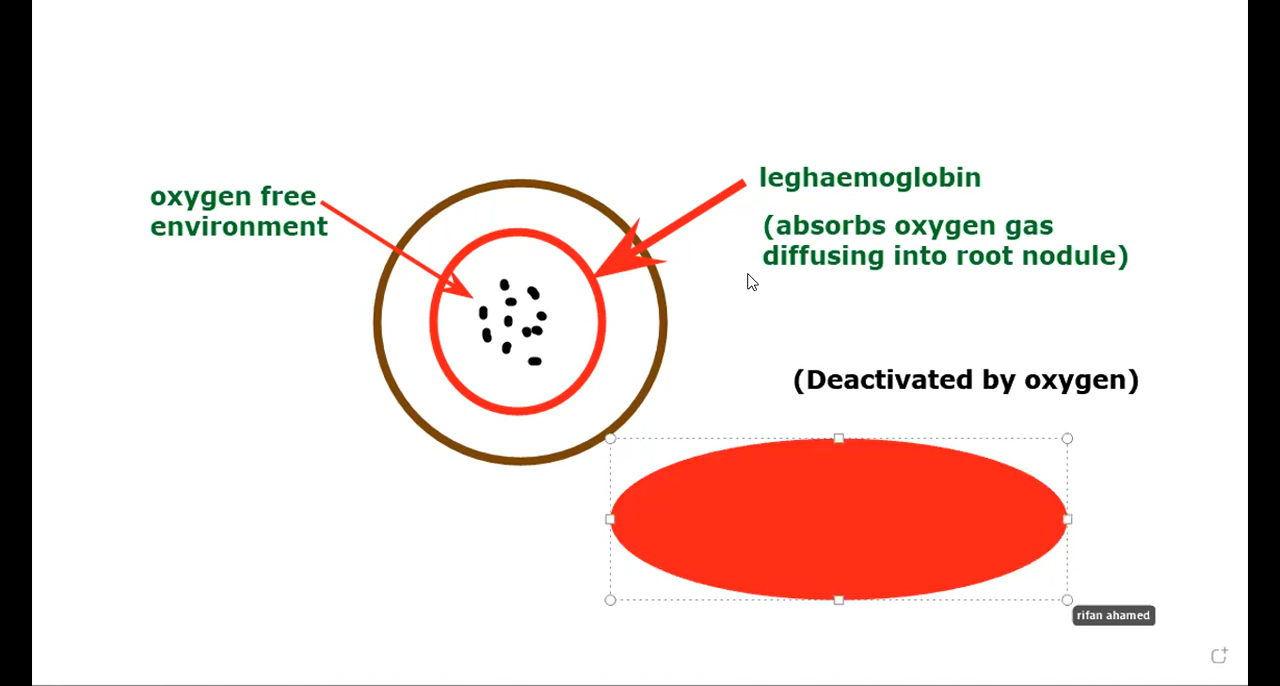 oxygen free
environment
leghaemoglobin
(absorbs oxygen gas
diffusing into root nodule)
(Deactivated by oxygen)
rifan ahamed